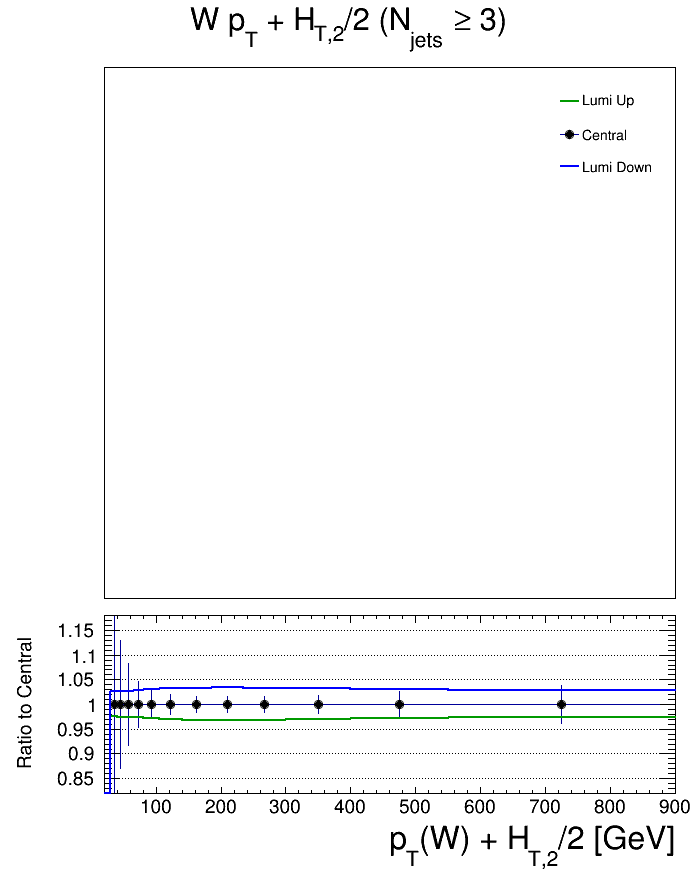 W p_T + H_T,2/2 (N_jets ≥ 3)
Lumi Up
Central
Lumi Down
Ratio to Central
1.15
1.1
1.05
1
0.95
0.9
0.85
100 200 300 400 500 600 700 800 900
p_T(W) + H_T,2/2 [GeV]